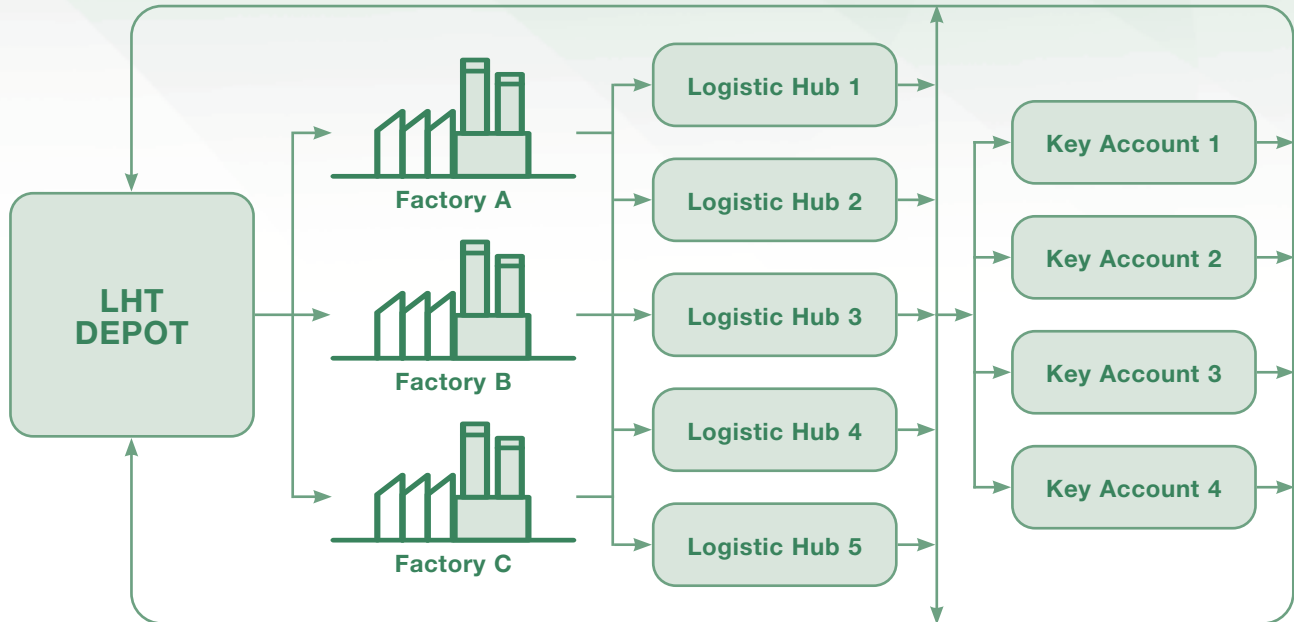 LHT
DEPOT
Factory A
Factory B
Factory C
Logistic Hub 1
Logistic Hub 2
Logistic Hub 3
Logistic Hub 4
Logistic Hub 5
Key Account 1
Key Account 2
Key Account 3
Key Account 4